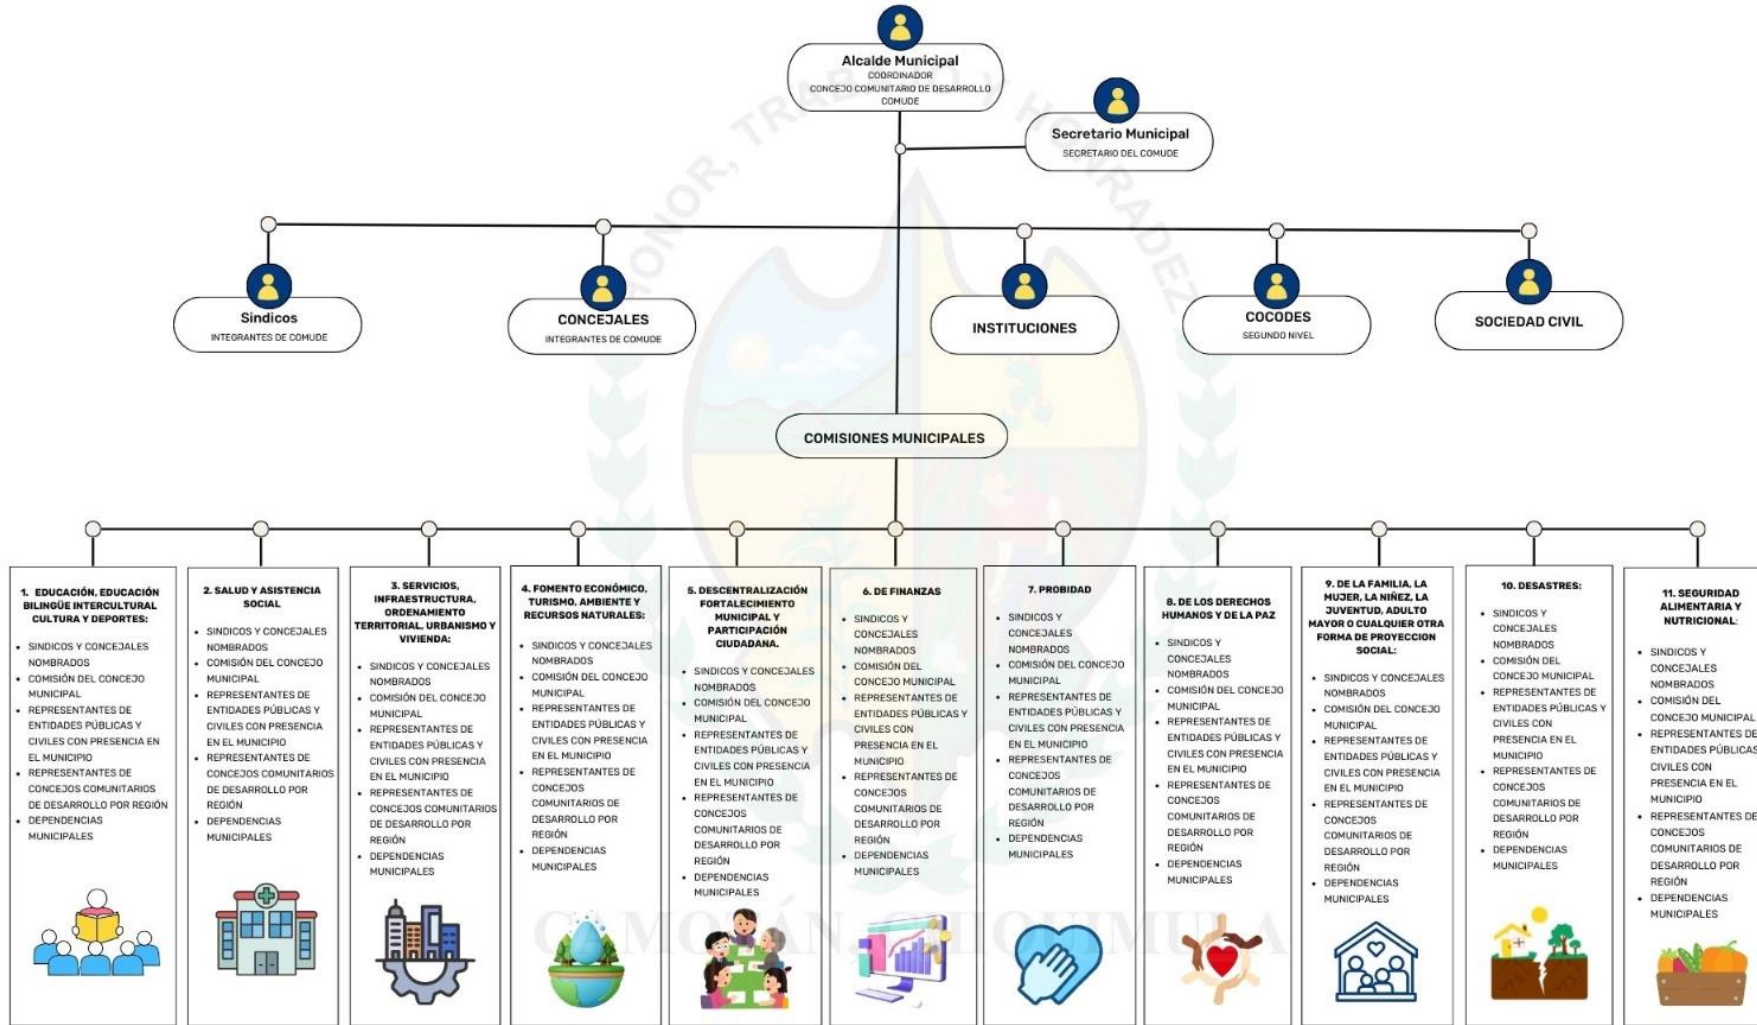 Alcalde Municipal
COORDINADOR
CONCEJO COMUNITARIO DE DESARROLLO
COMUDE
Secretario Municipal
SECRETARIO DEL COMUDE
Sindicos
INTEGRANTES DE COMUDE
CONCEJALES
INTEGRANTES DE COMUDE
INSTITUCIONES
COCODES
SEGUNDO NIVEL
SOCIEDAD CIVIL
COMISIONES MUNICIPALES
1. EDUCACIÓN, EDUCACIÓN
BILINGÜE INTERCULTURAL
CULTURA Y DEPORTES:
• SINDICOS Y CONCEJALES
NOMBRADOS
• COMISIÓN DEL CONCEJO
MUNICIPAL
• REPRESENTANTES DE
ENTIDADES PÚBLICAS Y
CIVILES CON PRESENCIA EN
EL MUNICIPIO
• REPRESENTANTES DE
CONCEJOS COMUNITARIOS
DE DESARROLLO POR REGIÓN
• DEPENDENCIAS
MUNICIPALES
2. SALUD Y ASISTENCIA
SOCIAL
• SINDICOS Y CONCEJALES
NOMBRADOS
• COMISIÓN DEL CONCEJO
MUNICIPAL
• REPRESENTANTES DE
ENTIDADES PÚBLICAS Y
CIVILES CON PRESENCIA
EN EL MUNICIPIO
• REPRESENTANTES DE
CONCEJOS COMUNITARIOS
DE DESARROLLO POR
REGIÓN
• DEPENDENCIAS
MUNICIPALES
3. SERVICIOS,
INFRAESTRUCTURA,
ORDENAMIENTO
TERRITORIAL, URBANISMO Y
VIVIENDA:
• SINDICOS Y CONCEJALES
NOMBRADOS
• COMISIÓN DEL CONCEJO
MUNICIPAL
• REPRESENTANTES DE
ENTIDADES PÚBLICAS Y
CIVILES CON PRESENCIA
EN EL MUNICIPIO
• REPRESENTANTES DE
CONCEJOS COMUNITARIOS
DE DESARROLLO POR
REGIÓN
• DEPENDENCIAS
MUNICIPALES
4. FOMENTO ECONÓMICO,
TURISMO, AMBIENTE Y
RECURSOS NATURALES:
• SINDICOS Y CONCEJALES
NOMBRADOS
• COMISIÓN DEL CONCEJO
MUNICIPAL
• REPRESENTANTES DE
ENTIDADES PÚBLICAS Y
CIVILES CON PRESENCIA
EN EL MUNICIPIO
• REPRESENTANTES DE
CONCEJOS
COMUNITARIOS DE
DESARROLLO POR
REGIÓN
• DEPENDENCIAS
MUNICIPALES
5. DESCENTRALIZACIÓN
FORTALECIMIENTO
MUNICIPAL Y
PARTICIPACIÓN
CIUDADANA.
• SINDICOS Y CONCEJALES
NOMBRADOS
• COMISIÓN DEL CONCEJO
MUNICIPAL
• REPRESENTANTES DE
ENTIDADES PÚBLICAS Y
CIVILES CON PRESENCIA
EN EL MUNICIPIO
• REPRESENTANTES DE
CONCEJOS
COMUNITARIOS DE
DESARROLLO POR
REGIÓN
• DEPENDENCIAS
MUNICIPALES
6. DE FINANZAS
• SINDICOS Y
CONCEJALES
NOMBRADOS
• COMISIÓN DEL
CONCEJO MUNICIPAL
• REPRESENTANTES DE
ENTIDADES PÚBLICAS Y
CIVILES CON
PRESENCIA EN EL
MUNICIPIO
• REPRESENTANTES DE
CONCEJOS
COMUNITARIOS DE
DESARROLLO POR
REGIÓN
• DEPENDENCIAS
MUNICIPALES
7. PROBIDAD
• SINDICOS Y
CONCEJALES
NOMBRADOS
• COMISIÓN DEL CONCEJO
MUNICIPAL
• REPRESENTANTES DE
ENTIDADES PÚBLICAS Y
CIVILES CON PRESENCIA
EN EL MUNICIPIO
• REPRESENTANTES DE
CONCEJOS
COMUNITARIOS DE
DESARROLLO POR
REGIÓN
• DEPENDENCIAS
MUNICIPALES
8. DE LOS DERECHOS
HUMANOS Y DE LA PAZ
• SINDICOS Y
CONCEJALES
NOMBRADOS
• COMISIÓN DEL CONCEJO
MUNICIPAL
• REPRESENTANTES DE
ENTIDADES PÚBLICAS Y
CIVILES CON PRESENCIA
EN EL MUNICIPIO
• REPRESENTANTES DE
CONCEJOS
COMUNITARIOS DE
DESARROLLO POR
REGIÓN
• DEPENDENCIAS
MUNICIPALES
9. DE LA FAMILIA, LA
MUJER, LA NIÑEZ, LA
JUVENTUD, ADULTO
MAYOR O CUALQUIER OTRA
FORMA DE PROYECCION
SOCIAL:
• SINDICOS Y CONCEJALES
NOMBRADOS
• COMISIÓN DEL CONCEJO
MUNICIPAL
• REPRESENTANTES DE
ENTIDADES PÚBLICAS Y
CIVILES CON PRESENCIA
EN EL MUNICIPIO
• REPRESENTANTES DE
CONCEJOS
COMUNITARIOS DE
DESARROLLO POR
REGIÓN
• DEPENDENCIAS
MUNICIPALES
10. DESASTRES:
• SINDICOS Y
CONCEJALES
NOMBRADOS
• COMISIÓN DEL
CONCEJO MUNICIPAL
• REPRESENTANTES DE
ENTIDADES PÚBLICAS Y
CIVILES CON
PRESENCIA EN EL
MUNICIPIO
• REPRESENTANTES DE
CONCEJOS
COMUNITARIOS DE
DESARROLLO POR
REGIÓN
• DEPENDENCIAS
MUNICIPALES
11. SEGURIDAD
ALIMENTARIA Y
NUTRICIONAL:
• SINDICOS Y
CONCEJALES
NOMBRADOS
• COMISIÓN DEL
CONCEJO MUNICIPAL
• REPRESENTANTES DE
ENTIDADES PÚBLICAS
CIVILES CON
PRESENCIA EN EL
MUNICIPIO
• REPRESENTANTES DE
CONCEJOS
COMUNITARIOS DE
DESARROLLO POR
REGIÓN
• DEPENDENCIAS
MUNICIPALES
HONOR, TRABAJO Y HONRADEZ
CAMOTÁN, CHIQUIMULA